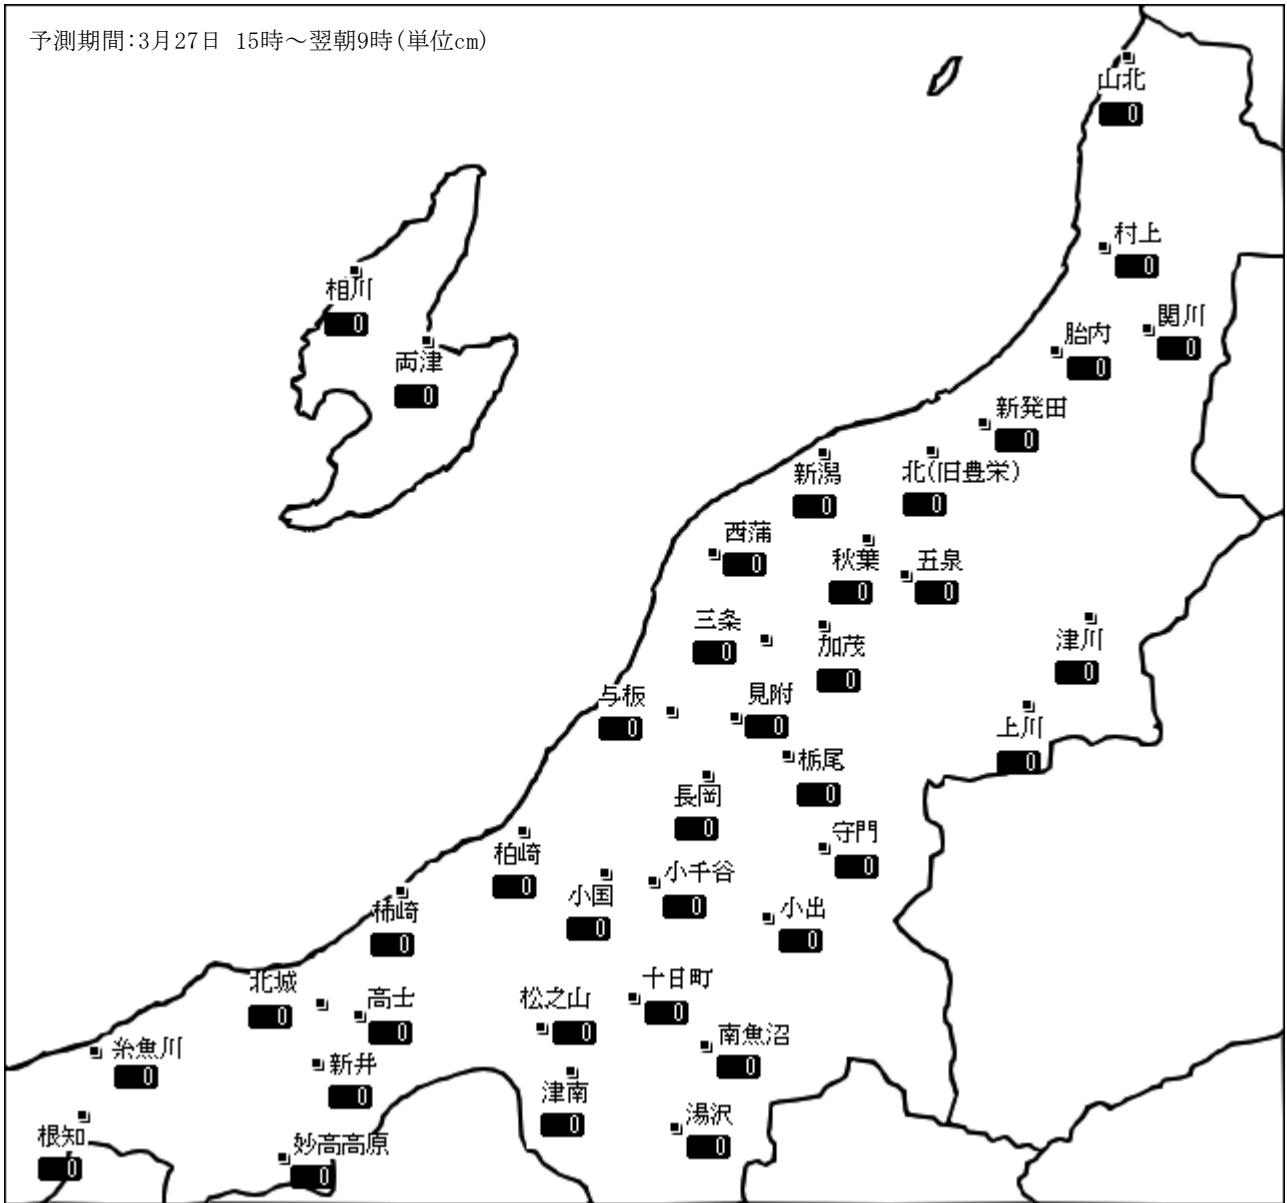 予測期間:3月27日 15時～翌朝9時(単位cm)
山北
0
村上
0
相川
0
関川
0
胎内
0
両津
0
新発田
0
新潟
0
北(旧豊栄)
0
西蒲
0
秋葉
0
五泉
0
三条
0
加茂
0
津川
0
与板
0
見附
0
上川
0
栃尾
0
長岡
0
守門
0
柏崎
0
小千谷
0
小国
0
小出
0
柿崎
0
北城
0
高士
0
松之山
0
十日町
0
南魚沼
0
糸魚川
0
新井
0
津南
0
湯沢
0
根知
0
妙高高原
0